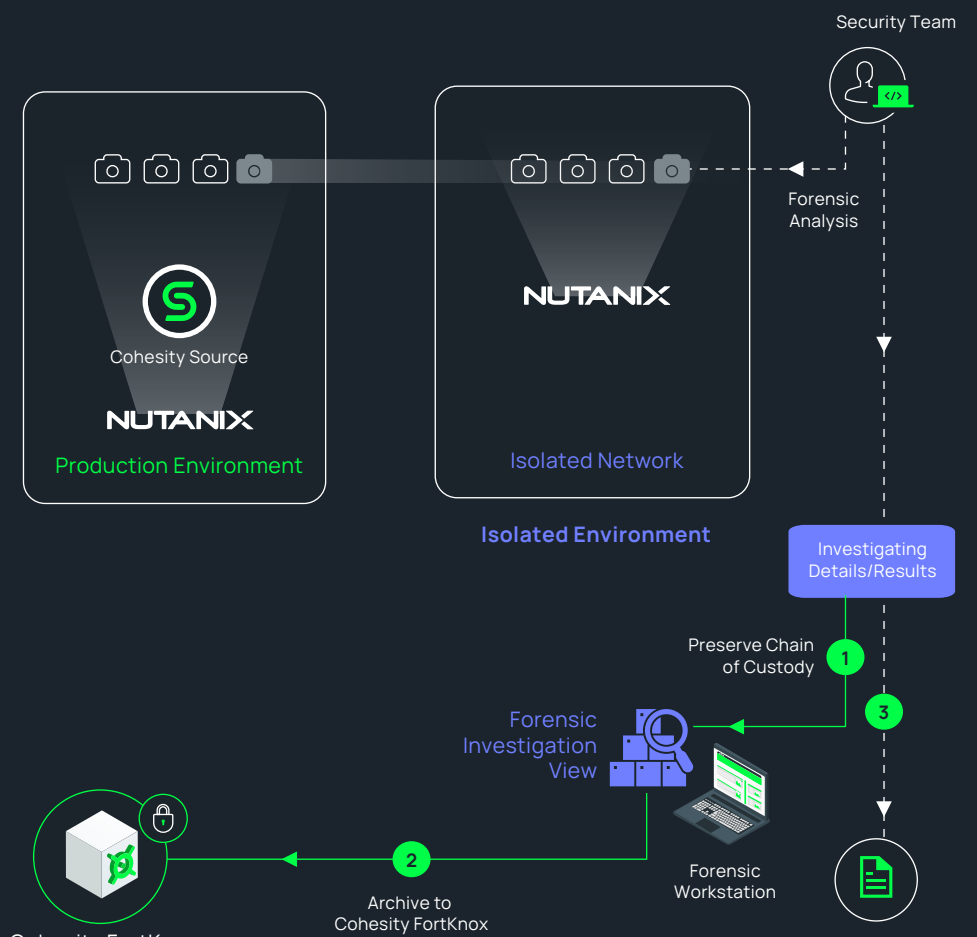 Security Team
</>
Forensic
Analysis
NUTANIX
S
Cohesity Source
NUTANIX
Production Environment
Isolated Network
Isolated Environment
Investigating
Details/Results
Preserve Chain
of Custody
1
3
Forensic
Investigation
View
2
Forensic
Workstation
Archive to
Cohesity FortKnox